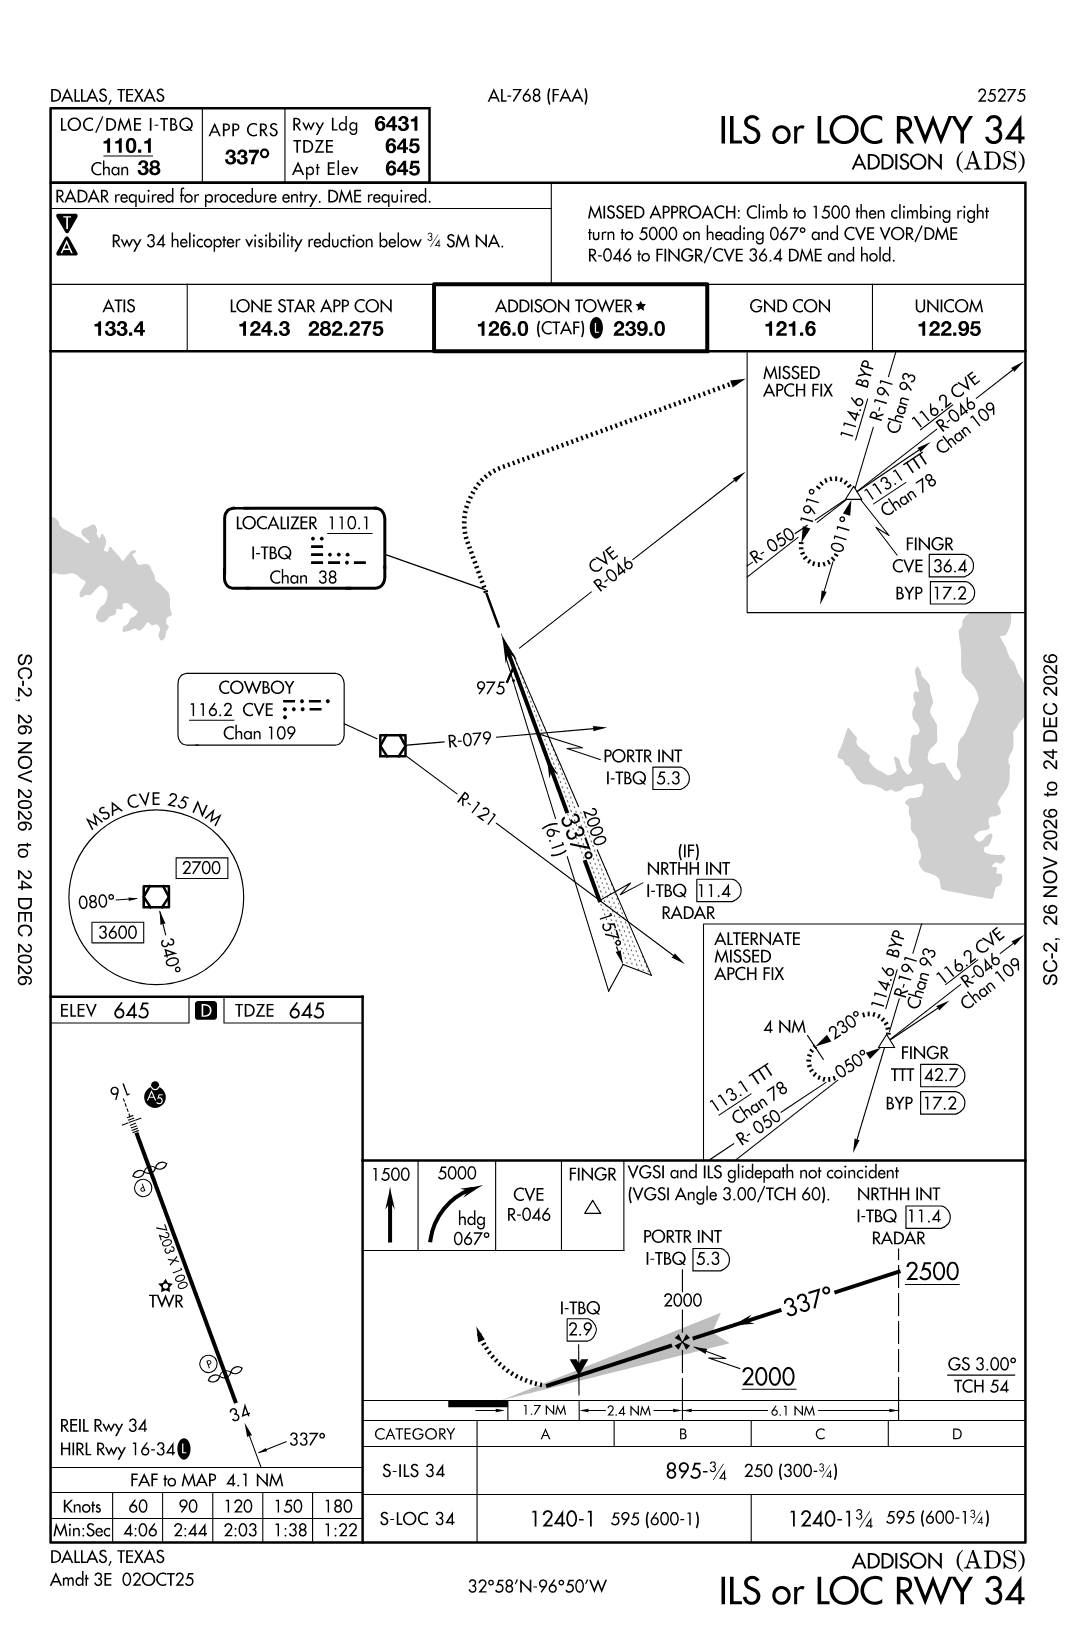 DALLAS, TEXAS
AL-768 (FAA)
25275
ILS or LOC RWY 34
ADDISON (ADS)
LOC/DME I-TBQ
110.1
Chan 38
APP CRS
337°
Rwy Ldg 6431
TDZE 645
Apt Elev 645
RADAR required for procedure entry. DME required.
T
A
Rwy 34 helicopter visibility reduction below ¾ SM NA.
MISSED APPROACH: Climb to 1500 then climbing right
turn to 5000 on heading 067° and CVE VOR/DME
R-046 to FINGR/CVE 36.4 DME and hold.
ATIS
133.4
LONE STAR APP CON
124.3 282.275
ADDISON TOWER★
126.0 (CTAF) L 239.0
GND CON
121.6
UNICOM
122.95
MISSED
APCH FIX
114.6 BYP
R-191
Chan 93
116.2 CVE
R-046
Chan 109
113.1 TTT
Chan 78
R-050
191°
011°
FINGR
CVE 36.4
BYP 17.2
LOCALIZER 110.1
I-TBQ
Chan 38
CVE
R-046
975
COWBOY
116.2 CVE
Chan 109
R-079
R-121
PORTR INT
I-TBQ 5.3
2000
337°
(6.1)
(IF)
NRTHH INT
I-TBQ 11.4
RADAR
157°
MSA CVE 25 NM
2700
080°
3600
340°
ALTERNATE
MISSED
APCH FIX
114.6 BYP
R-191
Chan 93
116.2 CVE
R-046
Chan 109
4 NM
230°
050°
113.1 TTT
Chan 78
R-050
FINGR
TTT 42.7
BYP 17.2
ELEV 645
D
TDZE 645
16
A5
P
7203 X 100
TWR
P
34
337°
REIL Rwy 34
HIRL Rwy 16-34 L
FAF to MAP 4.1 NM
Knots 60 90 120 150 180
Min:Sec 4:06 2:44 2:03 1:38 1:22
1500
5000
hdg
067°
CVE
R-046
FINGR
VGSI and ILS glidepath not coincident
(VGSI Angle 3.00/TCH 60).
NRTHH INT
I-TBQ 11.4
RADAR
PORTR INT
I-TBQ 5.3
2000
I-TBQ
2.9
337°
2500
2000
GS 3.00°
TCH 54
1.7 NM
2.4 NM
6.1 NM
CATEGORY A B C D
S-ILS 34 895-¾ 250 (300-¾)
S-LOC 34 1240-1 595 (600-1) 1240-1¾ 595 (600-1¾)
DALLAS, TEXAS
Amdt 3E 02OCT25
32°58'N-96°50'W
ADDISON (ADS)
ILS or LOC RWY 34
SC-2, 26 NOV 2026 to 24 DEC 2026
SC-2, 26 NOV 2026 to 24 DEC 2026